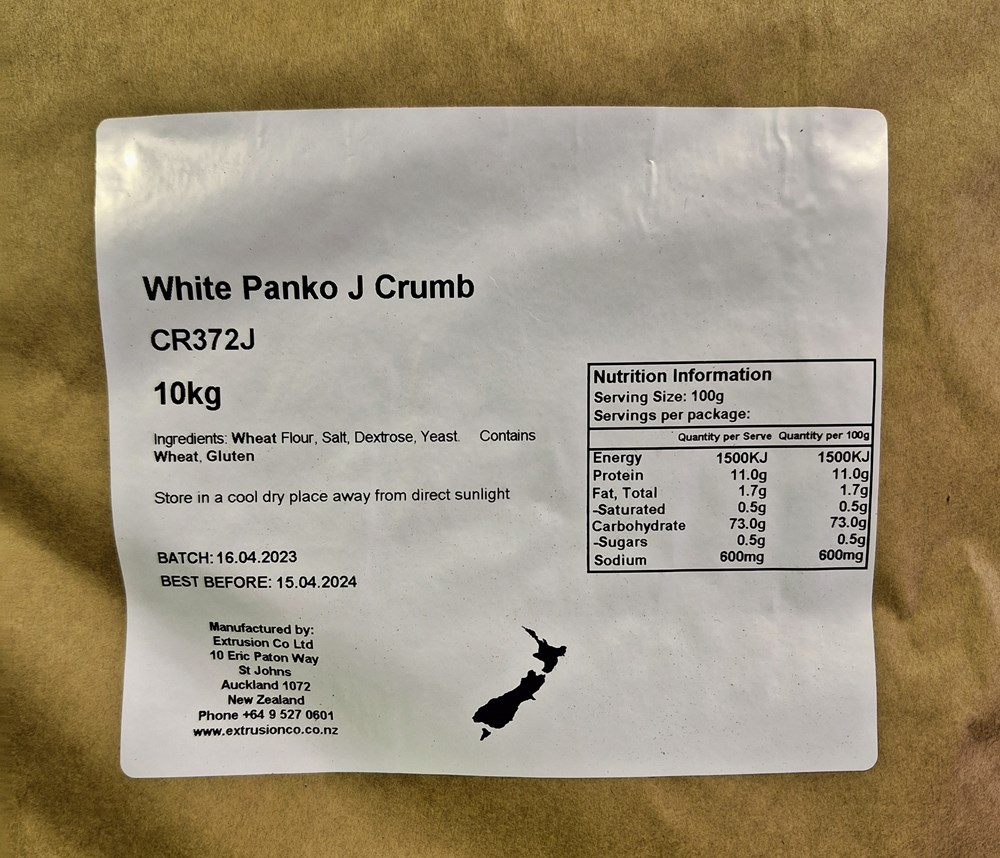 White Panko J Crumb
CR372J
10kg
Ingredients: Wheat Flour, Salt, Dextrose, Yeast. Contains
Wheat, Gluten
Store in a cool dry place away from direct sunlight
BATCH: 16.04.2023
BEST BEFORE: 15.04.2024
Manufactured by:
Extrusion Co Ltd
10 Eric Paton Way
St Johns
Auckland 1072
New Zealand
Phone +64 9 527 0601
www.extrusionco.co.nz
Nutrition Information
Serving Size: 100g
Servings per package:
Quantity per Serve Quantity per 100g
Energy 1500KJ 1500KJ
Protein 11.0g 11.0g
Fat, Total 1.7g 1.7g
-Saturated 0.5g 0.5g
Carbohydrate 73.0g 73.0g
-Sugars 0.5g 0.5g
Sodium 600mg 600mg